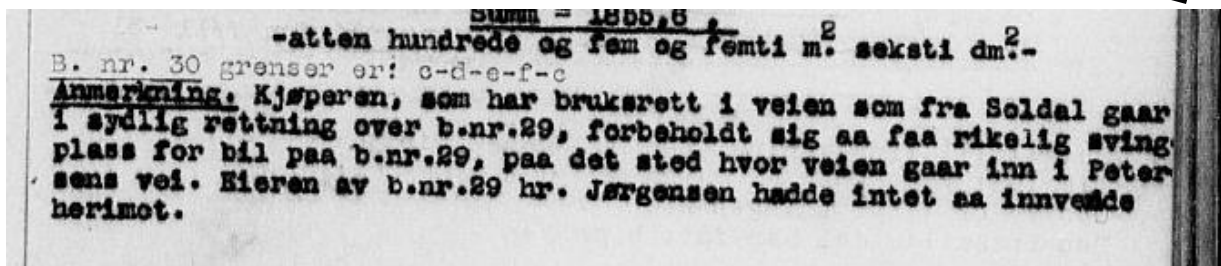 Summ = 1855,6 ,
-atten hundrede og fem og femti m². seksti dm².-
B. nr. 30 grenser er: c-d-e-f-c
Anmerkning. Kjøperen, som har bruksrett i veien som fra Soldal gaar
i sydlig rettning over b.nr.29, forbeholdt sig aa faa rikelig sving-
plass for bil paa b.nr.29, paa det sted hvor veien gaar inn i Peter-
sens vei. Eieren av b.nr.29 hr. Jørgensen hadde intet aa innvende
herimot.